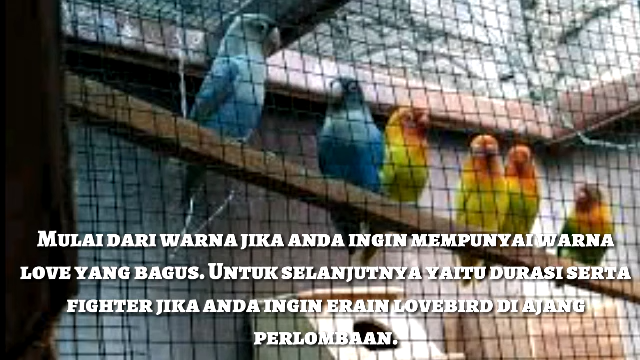 Mulai dari warna jika anda ingin mempunyai warna
love yang bagus. Untuk selanjutnya yaitu durasi serta
fighter jika anda ingin erain lovebird di ajang
perlombaan.